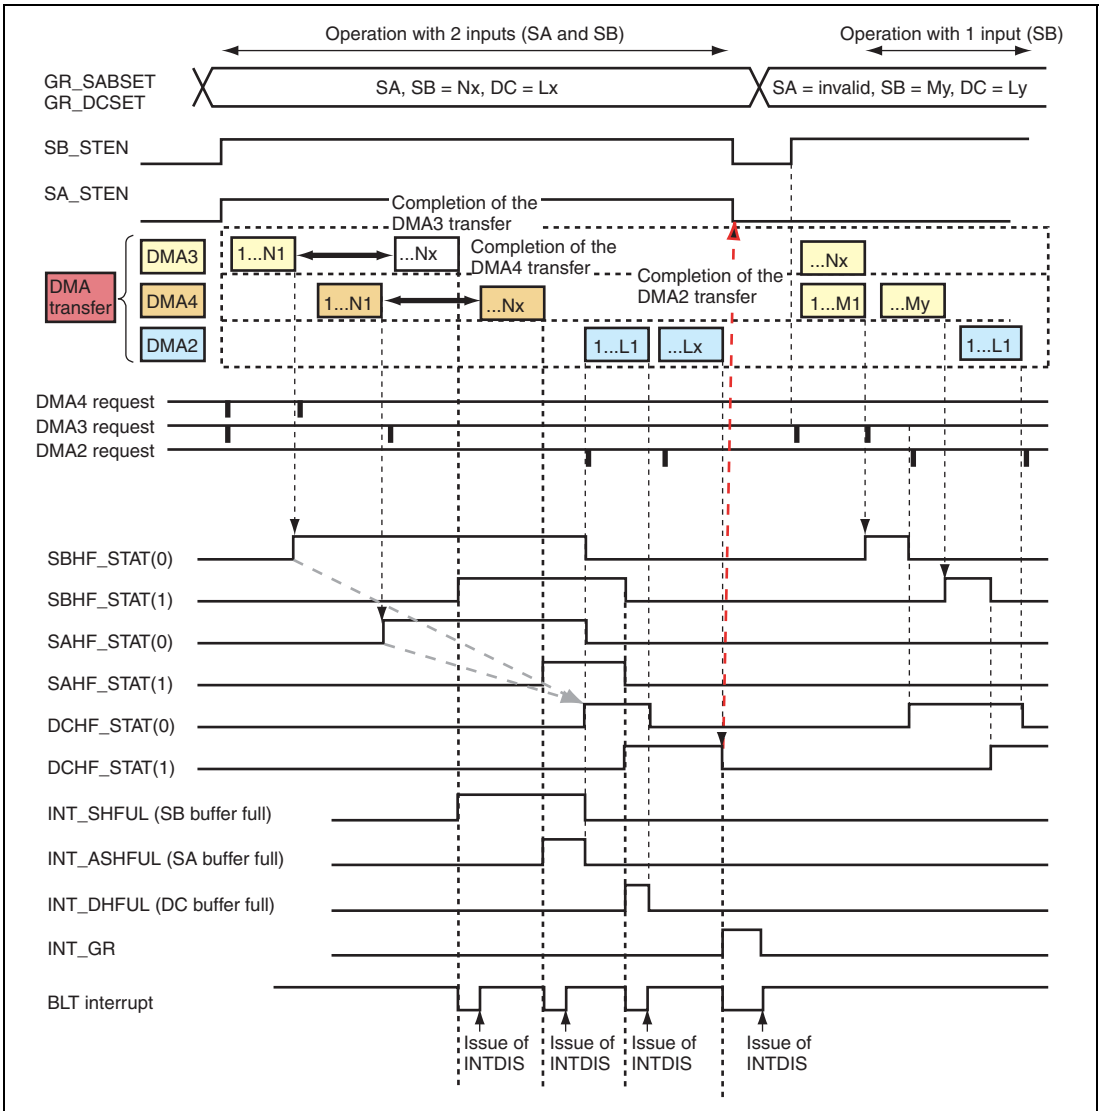 Operation with 2 inputs (SA and SB)
Operation with 1 input (SB)
GR_SABSET
GR_DCSET
SA, SB = Nx, DC = Lx
SA = invalid, SB = My, DC = Ly
SB_STEN
SA_STEN
Completion of the
DMA3 transfer
DMA3
1...N1
...Nx
Completion of the
DMA4 transfer
...Nx
DMA
transfer
DMA4
1...N1
...Nx
Completion of the
DMA2 transfer
1...M1
...My
DMA2
1...L1
...Lx
1...L1
DMA4 request
DMA3 request
DMA2 request
SBHF_STAT(0)
SBHF_STAT(1)
SAHF_STAT(0)
SAHF_STAT(1)
DCHF_STAT(0)
DCHF_STAT(1)
INT_SHFUL (SB buffer full)
INT_ASHFUL (SA buffer full)
INT_DHFUL (DC buffer full)
INT_GR
BLT interrupt
Issue of
INTDIS
Issue of
INTDIS
Issue of
INTDIS
Issue of
INTDIS